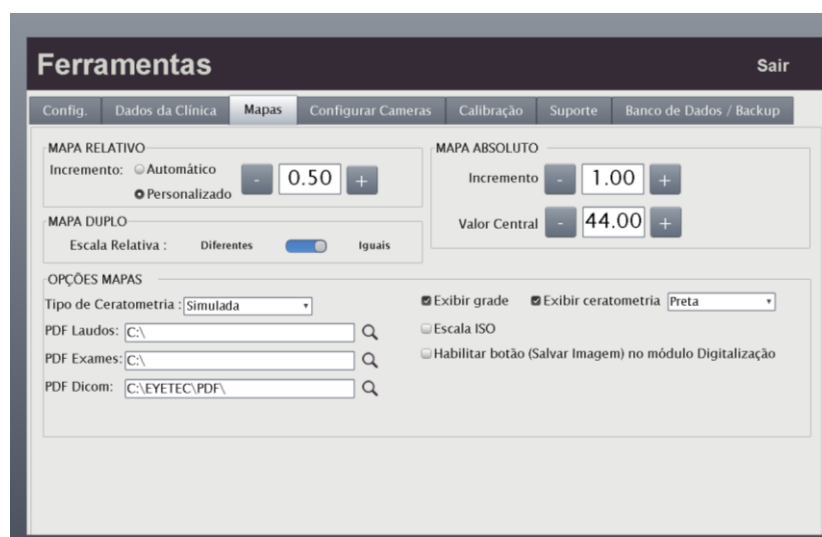 Ferramentas
Sair
Config. Dados da Clínica Mapas Configurar Cameras Calibração Suporte Banco de Dados / Backup
MAPA RELATIVO
Incremento: Automático
Personalizado
- 0.50 +
MAPA DUPLO
Escala Relativa : Diferentes Iguais
MAPA ABSOLUTO
Incremento - 1.00 +
Valor Central - 44.00 +
OPÇÕES MAPAS
Tipo de Ceratometria : Simulada
PDF Laudos: C:\
PDF Exames: C:\
PDF Dicom: C:\EYETEC\PDF\
Exibir grade Exibir ceratometria Preta
Escala ISO
Habilitar botão (Salvar Imagem) no módulo Digitalização